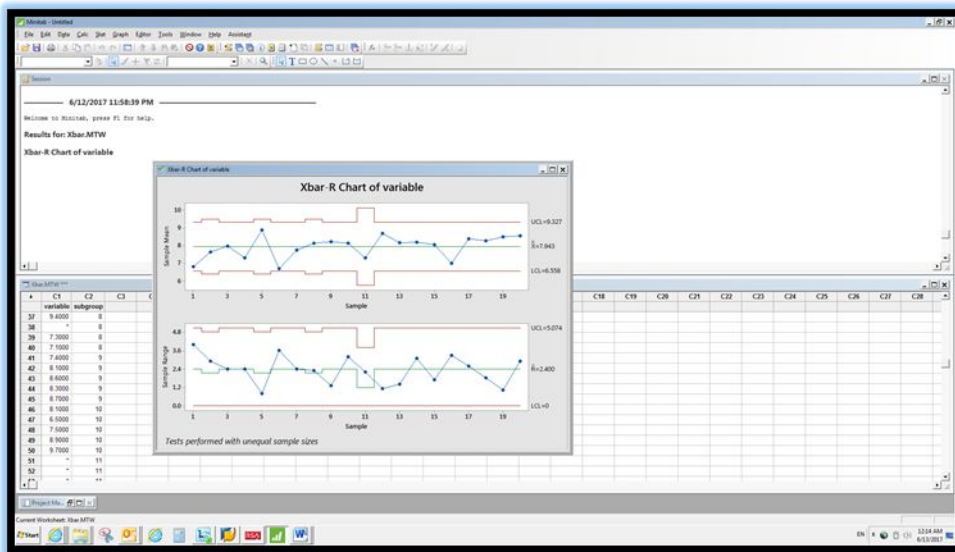 Minitab - Untitled
File Edit Data Calc Stat Graph Editor Tools Window Help Assistant
Session
6/12/2017 11:58:39 PM
Welcome to Minitab, press F1 for help.
Results for: Xbar.MTW
Xbar-R Chart of variable
Xbar-R Chart of variable
Xbar-R Chart of variable
10
9
8
7
6
Sample Mean
UCL=9.327
X=7.943
LCL=6.558
1 3 5 7 9 11 13 15 17 19
Sample
4.8
3.6
2.4
1.2
0.0
Sample Range
UCL=5.074
R=2.400
LCL=0
1 3 5 7 9 11 13 15 17 19
Sample
Tests performed with unequal sample sizes
Xbar.MTW ***
C1 C2 C3 C18 C19 C20 C21 C22 C23 C24 C25 C26 C27 C28
variable subgroup
37 9.4000 8
38 * 8
39 7.3000 8
40 7.1000 8
41 7.4000 9
42 8.1000 9
43 8.6000 9
44 8.3000 9
45 8.7000 9
46 8.1000 10
47 6.5000 10
48 7.5000 10
49 8.9000 10
50 9.7000 10
51 * 11
52 * 11
Project Ma...
Current Worksheet: Xbar.MTW
Start
EN
12:14 AM
6/13/2017